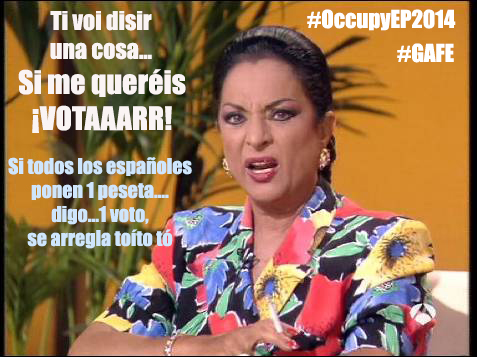 Ti voi disir
una cosa...
Si me queréis
¡VOTAAARR!
Si todos los españoles
ponen 1 peseta....
digo...1 voto,
se arregla toíto tó
#OccupyEP2014
#GAFE